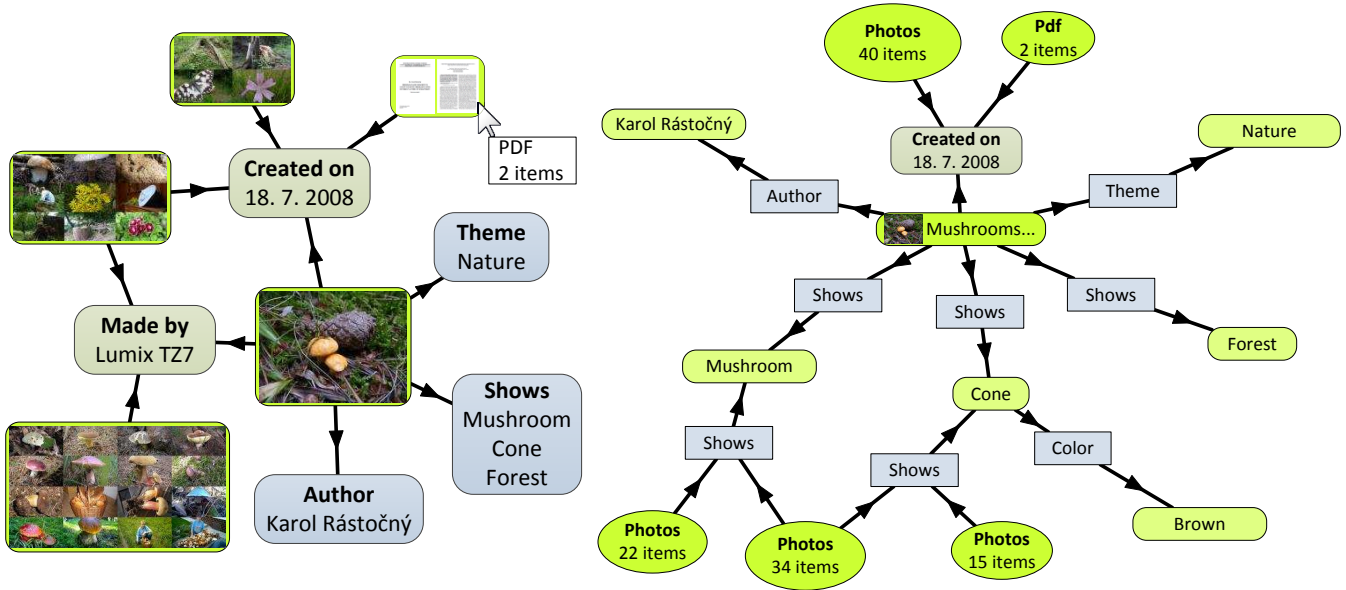 PDF
2 items
Created on
18. 7. 2008
Theme
Nature
Made by
Lumix TZ7
Shows
Mushroom
Cone
Forest
Author
Karol Rástočný
Photos
40 items
Pdf
2 items
Karol Rástočný
Created on
18. 7. 2008
Nature
Author
Theme
Mushrooms...
Shows
Shows
Shows
Mushroom
Forest
Cone
Shows
Shows
Color
Photos
22 items
Photos
34 items
Photos
15 items
Brown